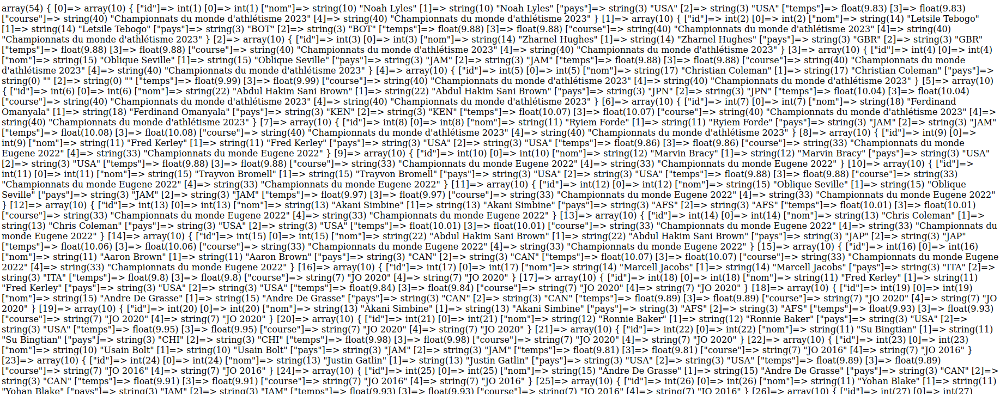 array(54) { [0]=> array(10) { ["id"]=> int(1) [0]=> int(1) ["nom"]=> string(10) "Noah Lyles" [1]=> string(10) "Noah Lyles" ["pays"]=> string(3) "USA" [2]=> string(3) "USA" ["temps"]=> float(9.83) [3]=> float(9.83)
["course"]=> string(40) "Championnats du monde d'athlétisme 2023" [4]=> string(40) "Championnats du monde d'athlétisme 2023" } [1]=> array(10) { ["id"]=> int(2) [0]=> int(2) ["nom"]=> string(14) "Letsile Tebogo"
[1]=> string(14) "Letsile Tebogo" ["pays"]=> string(3) "BOT" [2]=> string(3) "BOT" ["temps"]=> float(9.88) [3]=> float(9.88) ["course"]=> string(40) "Championnats du monde d'athlétisme 2023" [4]=> string(40)
"Championnats du monde d'athlétisme 2023" } [2]=> array(10) { ["id"]=> int(3) [0]=> int(3) ["nom"]=> string(14) "Zharnel Hughes" [1]=> string(14) "Zharnel Hughes" ["pays"]=> string(3) "GBR" [2]=> string(3) "GBR"
["temps"]=> float(9.88) [3]=> float(9.88) ["course"]=> string(40) "Championnats du monde d'athlétisme 2023" [4]=> string(40) "Championnats du monde d'athlétisme 2023" } [3]=> array(10) { ["id"]=> int(4) [0]=> int(4)
["nom"]=> string(15) "Oblique Seville" [1]=> string(15) "Oblique Seville" ["pays"]=> string(3) "JAM" [2]=> string(3) "JAM" ["temps"]=> float(9.88) [3]=> float(9.88) ["course"]=> string(40) "Championnats du monde
d'athlétisme 2023" [4]=> string(40) "Championnats du monde d'athlétisme 2023" } [4]=> array(10) { ["id"]=> int(5) [0]=> int(5) ["nom"]=> string(17) "Christian Coleman" [1]=> string(17) "Christian Coleman" ["pays"]=>
string(0) "" [2]=> string(0) "" ["temps"]=> float(9.99) [3]=> float(9.99) ["course"]=> string(40) "Championnats du monde d'athlétisme 2023" [4]=> string(40) "Championnats du monde d'athlétisme 2023" } [5]=> array(10)
{ ["id"]=> int(6) [0]=> int(6) ["nom"]=> string(22) "Abdul Hakim Sani Brown" [1]=> string(22) "Abdul Hakim Sani Brown" ["pays"]=> string(3) "JPN" [2]=> string(3) "JPN" ["temps"]=> float(10.04) [3]=> float(10.04)
["course"]=> string(40) "Championnats du monde d'athlétisme 2023" [4]=> string(40) "Championnats du monde d'athlétisme 2023" } [6]=> array(10) { ["id"]=> int(7) [0]=> int(7) ["nom"]=> string(18) "Ferdinand
Omanyala" [1]=> string(18) "Ferdinand Omanyala" ["pays"]=> string(3) "KEN" [2]=> string(3) "KEN" ["temps"]=> float(10.07) [3]=> float(10.07) ["course"]=> string(40) "Championnats du monde d'athlétisme 2023" [4]=>
string(40) "Championnats du monde d'athlétisme 2023" } [7]=> array(10) { ["id"]=> int(8) [0]=> int(8) ["nom"]=> string(11) "Ryiem Forde" [1]=> string(11) "Ryiem Forde" ["pays"]=> string(3) "JAM" [2]=> string(3) "JAM"
["temps"]=> float(10.08) [3]=> float(10.08) ["course"]=> string(40) "Championnats du monde d'athlétisme 2023" [4]=> string(40) "Championnats du monde d'athlétisme 2023" } [8]=> array(10) { ["id"]=> int(9) [0]=>
int(9) ["nom"]=> string(11) "Fred Kerley" [1]=> string(11) "Fred Kerley" ["pays"]=> string(3) "USA" [2]=> string(3) "USA" ["temps"]=> float(9.86) [3]=> float(9.86) ["course"]=> string(33) "Championnats du monde
Eugene 2022" [4]=> string(33) "Championnats du monde Eugene 2022" } [9]=> array(10) { ["id"]=> int(10) [0]=> int(10) ["nom"]=> string(12) "Marvin Bracy" [1]=> string(12) "Marvin Bracy" ["pays"]=> string(3) "USA"
[2]=> string(3) "USA" ["temps"]=> float(9.88) [3]=> float(9.88) ["course"]=> string(33) "Championnats du monde Eugene 2022" [4]=> string(33) "Championnats du monde Eugene 2022" } [10]=> array(10) { ["id"]=>
int(11) [0]=> int(11) ["nom"]=> string(15) "Trayvon Bromell" [1]=> string(15) "Trayvon Bromell" ["pays"]=> string(3) "USA" [2]=> string(3) "USA" ["temps"]=> float(9.88) [3]=> float(9.88) ["course"]=> string(33)
"Championnats du monde Eugene 2022" [4]=> string(33) "Championnats du monde Eugene 2022" } [11]=> array(10) { ["id"]=> int(12) [0]=> int(12) ["nom"]=> string(15) "Oblique Seville" [1]=> string(15) "Oblique
Seville" ["pays"]=> string(3) "JAM" [2]=> string(3) "JAM" ["temps"]=> float(9.97) [3]=> float(9.97) ["course"]=> string(33) "Championnats du monde Eugene 2022" [4]=> string(33) "Championnats du monde Eugene 2022"
} [12]=> array(10) { ["id"]=> int(13) [0]=> int(13) ["nom"]=> string(13) "Akani Simbine" [1]=> string(13) "Akani Simbine" ["pays"]=> string(3) "AFS" [2]=> string(3) "AFS" ["temps"]=> float(10.01) [3]=> float(10.01)
["course"]=> string(33) "Championnats du monde Eugene 2022" [4]=> string(33) "Championnats du monde Eugene 2022" } [13]=> array(10) { ["id"]=> int(14) [0]=> int(14) ["nom"]=> string(13) "Chris Coleman" [1]=>
string(13) "Chris Coleman" ["pays"]=> string(3) "USA" [2]=> string(3) "USA" ["temps"]=> float(10.01) [3]=> float(10.01) ["course"]=> string(33) "Championnats du monde Eugene 2022" [4]=> string(33) "Championnats du
monde Eugene 2022" } [14]=> array(10) { ["id"]=> int(15) [0]=> int(15) ["nom"]=> string(22) "Abdul Hakim Sani Brown" [1]=> string(22) "Abdul Hakim Sani Brown" ["pays"]=> string(3) "JAP" [2]=> string(3) "JAP"
["temps"]=> float(10.06) [3]=> float(10.06) ["course"]=> string(33) "Championnats du monde Eugene 2022" [4]=> string(33) "Championnats du monde Eugene 2022" } [15]=> array(10) { ["id"]=> int(16) [0]=> int(16)
["nom"]=> string(11) "Aaron Brown" [1]=> string(11) "Aaron Brown" ["pays"]=> string(3) "CAN" [2]=> string(3) "CAN" ["temps"]=> float(10.07) [3]=> float(10.07) ["course"]=> string(33) "Championnats du monde Eugene
2022" [4]=> string(33) "Championnats du monde Eugene 2022" } [16]=> array(10) { ["id"]=> int(17) [0]=> int(17) ["nom"]=> string(14) "Marcell Jacobs" [1]=> string(14) "Marcell Jacobs" ["pays"]=> string(3) "ITA" [2]=>
string(3) "ITA" ["temps"]=> float(9.8) [3]=> float(9.8) ["course"]=> string(7) "JO 2020" [4]=> string(7) "JO 2020" } [17]=> array(10) { ["id"]=> int(18) [0]=> int(18) ["nom"]=> string(11) "Fred Kerley" [1]=> string(11)
"Fred Kerley" ["pays"]=> string(3) "USA" [2]=> string(3) "USA" ["temps"]=> float(9.84) [3]=> float(9.84) ["course"]=> string(7) "JO 2020" [4]=> string(7) "JO 2020" } [18]=> array(10) { ["id"]=> int(19) [0]=> int(19)
["nom"]=> string(15) "Andre De Grasse" [1]=> string(15) "Andre De Grasse" ["pays"]=> string(3) "CAN" [2]=> string(3) "CAN" ["temps"]=> float(9.89) [3]=> float(9.89) ["course"]=> string(7) "JO 2020" [4]=> string(7) "JO
2020" } [19]=> array(10) { ["id"]=> int(20) [0]=> int(20) ["nom"]=> string(13) "Akani Simbine" [1]=> string(13) "Akani Simbine" ["pays"]=> string(3) "AFS" [2]=> string(3) "AFS" ["temps"]=> float(9.93) [3]=> float(9.93)
["course"]=> string(7) "JO 2020" [4]=> string(7) "JO 2020" } [20]=> array(10) { ["id"]=> int(21) [0]=> int(21) ["nom"]=> string(12) "Ronnie Baker" [1]=> string(12) "Ronnie Baker" ["pays"]=> string(3) "USA" [2]=>
string(3) "USA" ["temps"]=> float(9.95) [3]=> float(9.95) ["course"]=> string(7) "JO 2020" [4]=> string(7) "JO 2020" } [21]=> array(10) { ["id"]=> int(22) [0]=> int(22) ["nom"]=> string(11) "Su Bingtian" [1]=> string(11)
"Su Bingtian" ["pays"]=> string(3) "CHI" [2]=> string(3) "CHI" ["temps"]=> float(9.98) [3]=> float(9.98) ["course"]=> string(7) "JO 2020" [4]=> string(7) "JO 2020" } [22]=> array(10) { ["id"]=> int(23) [0]=> int(23)
["nom"]=> string(10) "Usain Bolt" [1]=> string(10) "Usain Bolt" ["pays"]=> string(3) "JAM" [2]=> string(3) "JAM" ["temps"]=> float(9.81) [3]=> float(9.81) ["course"]=> string(7) "JO 2016" [4]=> string(7) "JO 2016" }
[23]=> array(10) { ["id"]=> int(24) [0]=> int(24) ["nom"]=> string(13) "Justin Gatlin" [1]=> string(13) "Justin Gatlin" ["pays"]=> string(3) "USA" [2]=> string(3) "USA" ["temps"]=> float(9.89) [3]=> float(9.89)
["course"]=> string(7) "JO 2016" [4]=> string(7) "JO 2016" } [24]=> array(10) { ["id"]=> int(25) [0]=> int(25) ["nom"]=> string(15) "Andre De Grasse" [1]=> string(15) "Andre De Grasse" ["pays"]=> string(3) "CAN" [2]=>
string(3) "CAN" ["temps"]=> float(9.91) [3]=> float(9.91) ["course"]=> string(7) "JO 2016" [4]=> string(7) "JO 2016" } [25]=> array(10) { ["id"]=> int(26) [0]=> int(26) ["nom"]=> string(11) "Yohan Blake" [1]=> string(11)
"Yohan Blake" ["pays"]=> string(3) "JAM" [2]=> string(3) "JAM" ["temps"]=> float(9.93) [3]=> float(9.93) ["course"]=> string(7) "JO 2016" [4]=> string(7) "JO 2016" } [26]=> array(10) { ["id"]=> int(27) [0]=> int(27)